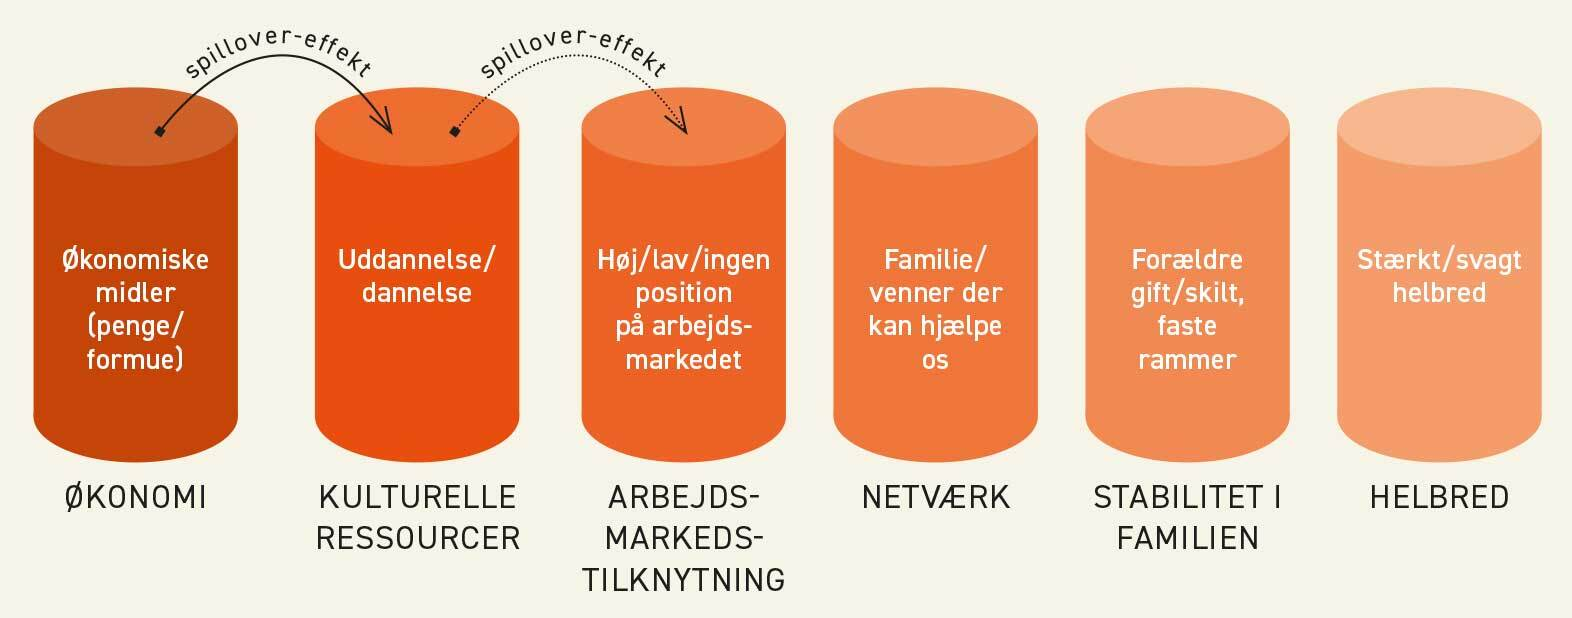 spillover-effekt
spillover-effekt
Økonomiske
midler
(penge/
formue)
Uddannelse/
dannelse
Høj/lav/ingen
position
på arbejds-
markedet
Familie/
venner der
kan hjælpe
os
Forældre
gift/skilt,
faste
rammer
Stærkt/svagt
helbred
ØKONOMI
KULTURELLE
RESSOURCER
ARBEJDS-
MARKEDS-
TILKNYTNING
NETVÆRK
STABILITET I
FAMILIEN
HELBRED